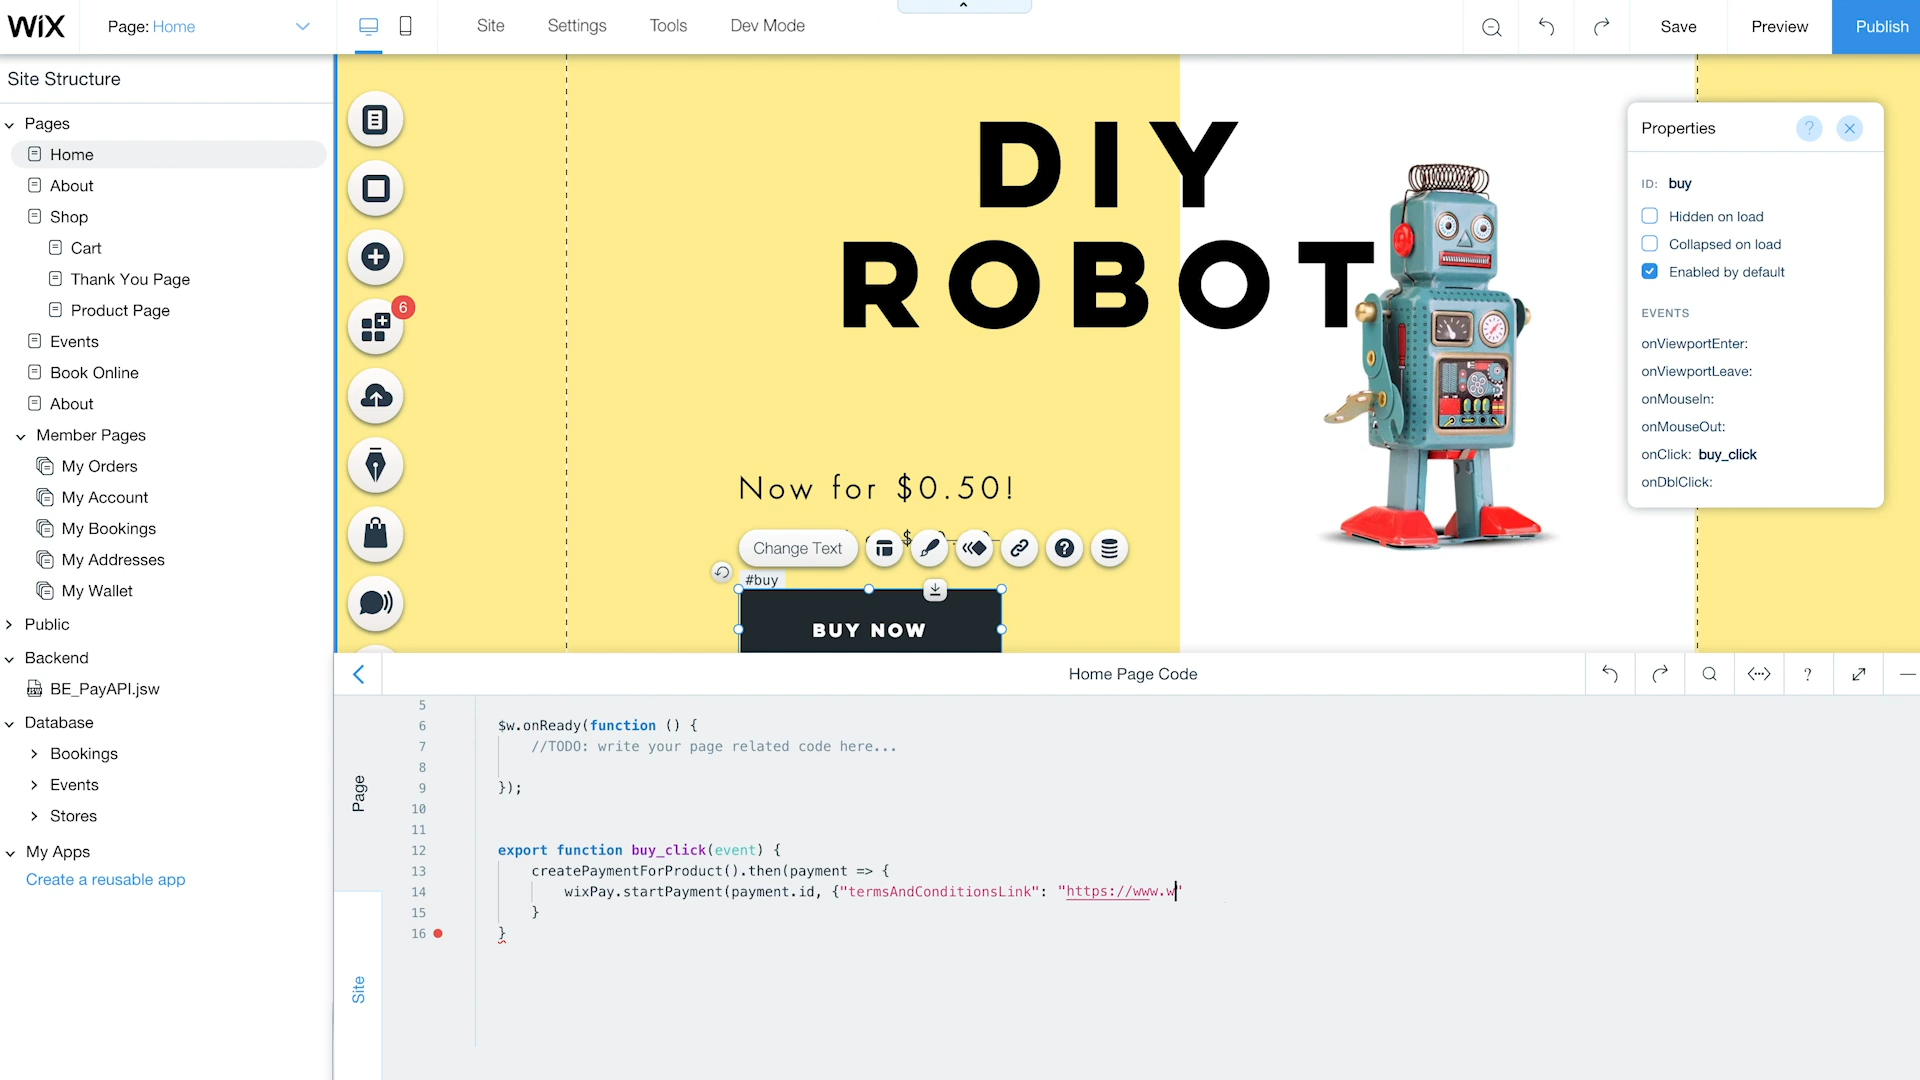 WiX
Page: Home
Site
Settings
Tools
Dev Mode
Save
Preview
Publish
Site Structure
Pages
Home
About
Shop
Cart
Thank You Page
Product Page
Events
Book Online
About
Member Pages
My Orders
My Account
My Bookings
My Addresses
My Wallet
Public
Backend
BE_PayAPI.jsw
Database
Bookings
Events
Stores
My Apps
Create a reusable app
6
DIY
ROBOT
Now for $0.50!
Change Text
?
#buy
BUY NOW
Properties
?
ID: buy
Hidden on load
Collapsed on load
Enabled by default
EVENTS
onViewportEnter:
onViewportLeave:
onMouseIn:
onMouseOut:
onClick: buy_click
onDblClick:
Home Page Code
?
Page
Site
5
6 $w.onReady(function () {
7 //TODO: write your page related code here...
8
9 });
10
11
12 export function buy_click(event) {
13 createPaymentForProduct().then(payment => {
14 wixPay.startPayment(payment.id, {"termsAndConditionsLink": "https://www.w"
15 }
16 }